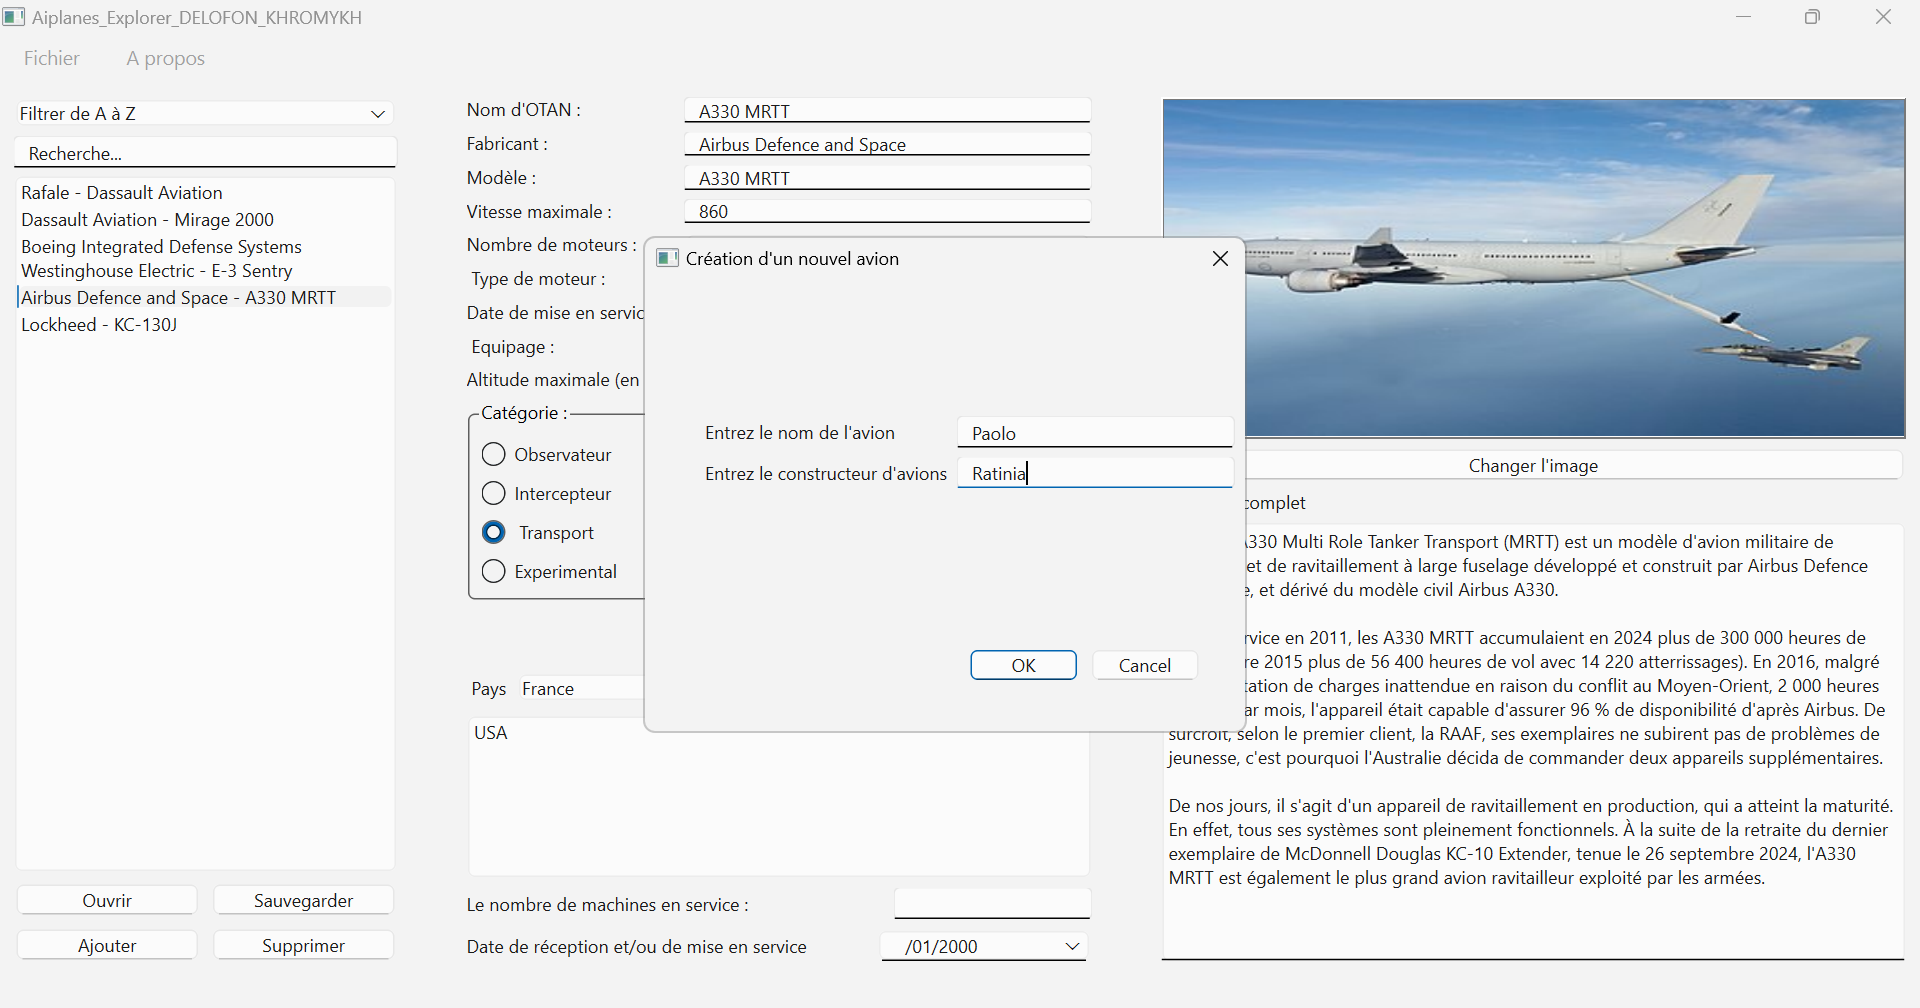 Aiplanes_Explorer_DELOFON_KHROMYKH
Fichier A propos
Filtrer de A à Z
Recherche...
Rafale - Dassault Aviation
Dassault Aviation - Mirage 2000
Boeing Integrated Defense Systems
Westinghouse Electric - E-3 Sentry
Airbus Defence and Space - A330 MRTT
Lockheed - KC-130J
Ouvrir Sauvegarder
Ajouter Supprimer
Nom d'OTAN : A330 MRTT
Fabricant : Airbus Defence and Space
Modèle : A330 MRTT
Vitesse maximale : 860
Nombre de moteurs :
Type de moteur :
Date de mise en servic
Equipage :
Altitude maximale (en
Catégorie :
Observateur
Intercepteur
Transport
Experimental
Pays France
USA
Le nombre de machines en service :
Date de réception et/ou de mise en service /01/2000
Création d'un nouvel avion
Entrez le nom de l'avion Paolo
Entrez le constructeur d'avions Ratinia
OK Cancel
Changer l'image
complet
A330 Multi Role Tanker Transport (MRTT) est un modèle d'avion militaire de
et de ravitaillement à large fuselage développé et construit par Airbus Defence
, et dérivé du modèle civil Airbus A330.
rvice en 2011, les A330 MRTT accumulaient en 2024 plus de 300 000 heures de
re 2015 plus de 56 400 heures de vol avec 14 220 atterrissages). En 2016, malgré
tation de charges inattendue en raison du conflit au Moyen-Orient, 2 000 heures
ar mois, l'appareil était capable d'assurer 96 % de disponibilité d'après Airbus. De
surcroît, selon le premier client, la RAAF, ses exemplaires ne subirent pas de problèmes de
jeunesse, c'est pourquoi l'Australie décida de commander deux appareils supplémentaires.
De nos jours, il s'agit d'un appareil de ravitaillement en production, qui a atteint la maturité.
En effet, tous ses systèmes sont pleinement fonctionnels. À la suite de la retraite du dernier
exemplaire de McDonnell Douglas KC-10 Extender, tenue le 26 septembre 2024, l'A330
MRTT est également le plus grand avion ravitailleur exploité par les armées.